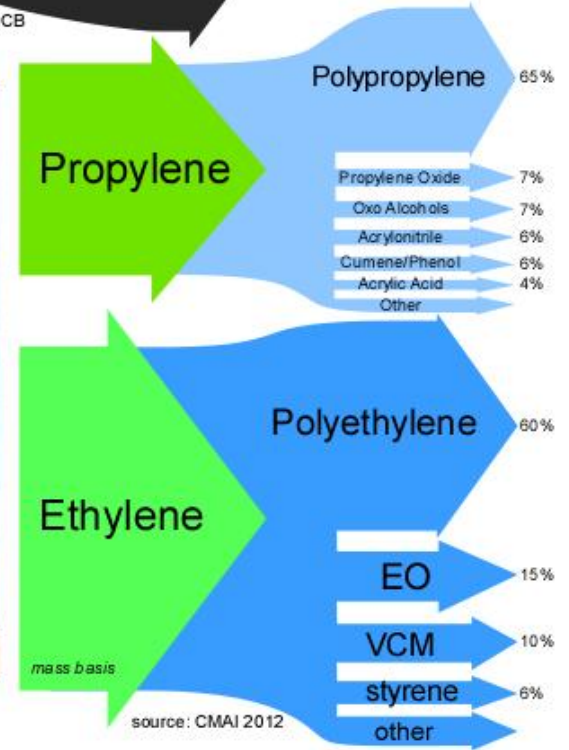 CB
Polypropylene 65%
Propylene
Propylene Oxide 7%
Oxo Alcohols 7%
Acrylonitrile 6%
Cumene/Phenol 6%
Acrylic Acid 4%
Other
Polyethylene 60%
Ethylene
EO 15%
VCM 10%
mass basis
styrene 6%
source: CMAI 2012
other